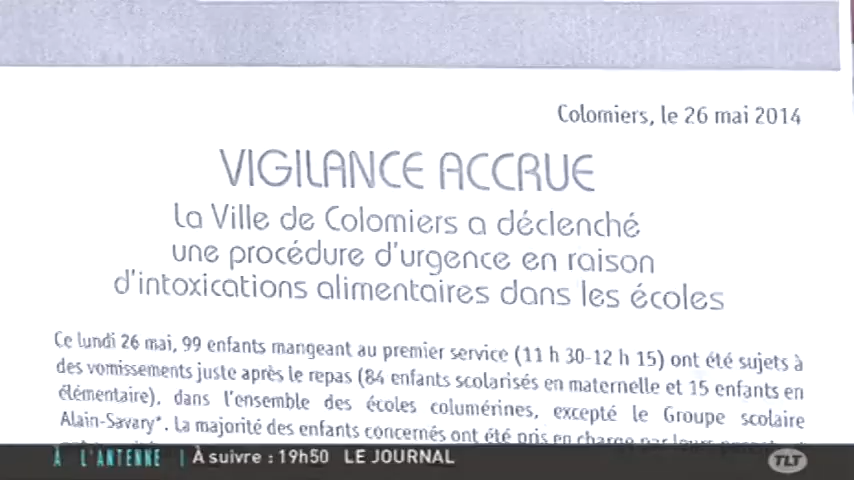 Colomiers, le 26 mai 2014
VIGILANCE ACCRUE
La Ville de Colomiers a déclenché
une procédure d'urgence en raison
d'intoxications alimentaires dans les écoles
Ce lundi 26 mai, 99 enfants mangeant au premier service (11 h 30-12 h 15) ont été sujets à
des vomissements juste après le repas (84 enfants scolarisés en maternelle et 15 enfants en
élémentaire), dans l'ensemble des écoles columérines, excepté le Groupe scolaire
Alain-Savary*. La majorité des enfants concernés ont été pris en charge par leurs
À L'ANTENNE | À suivre : 19h50 LE JOURNAL
TLT